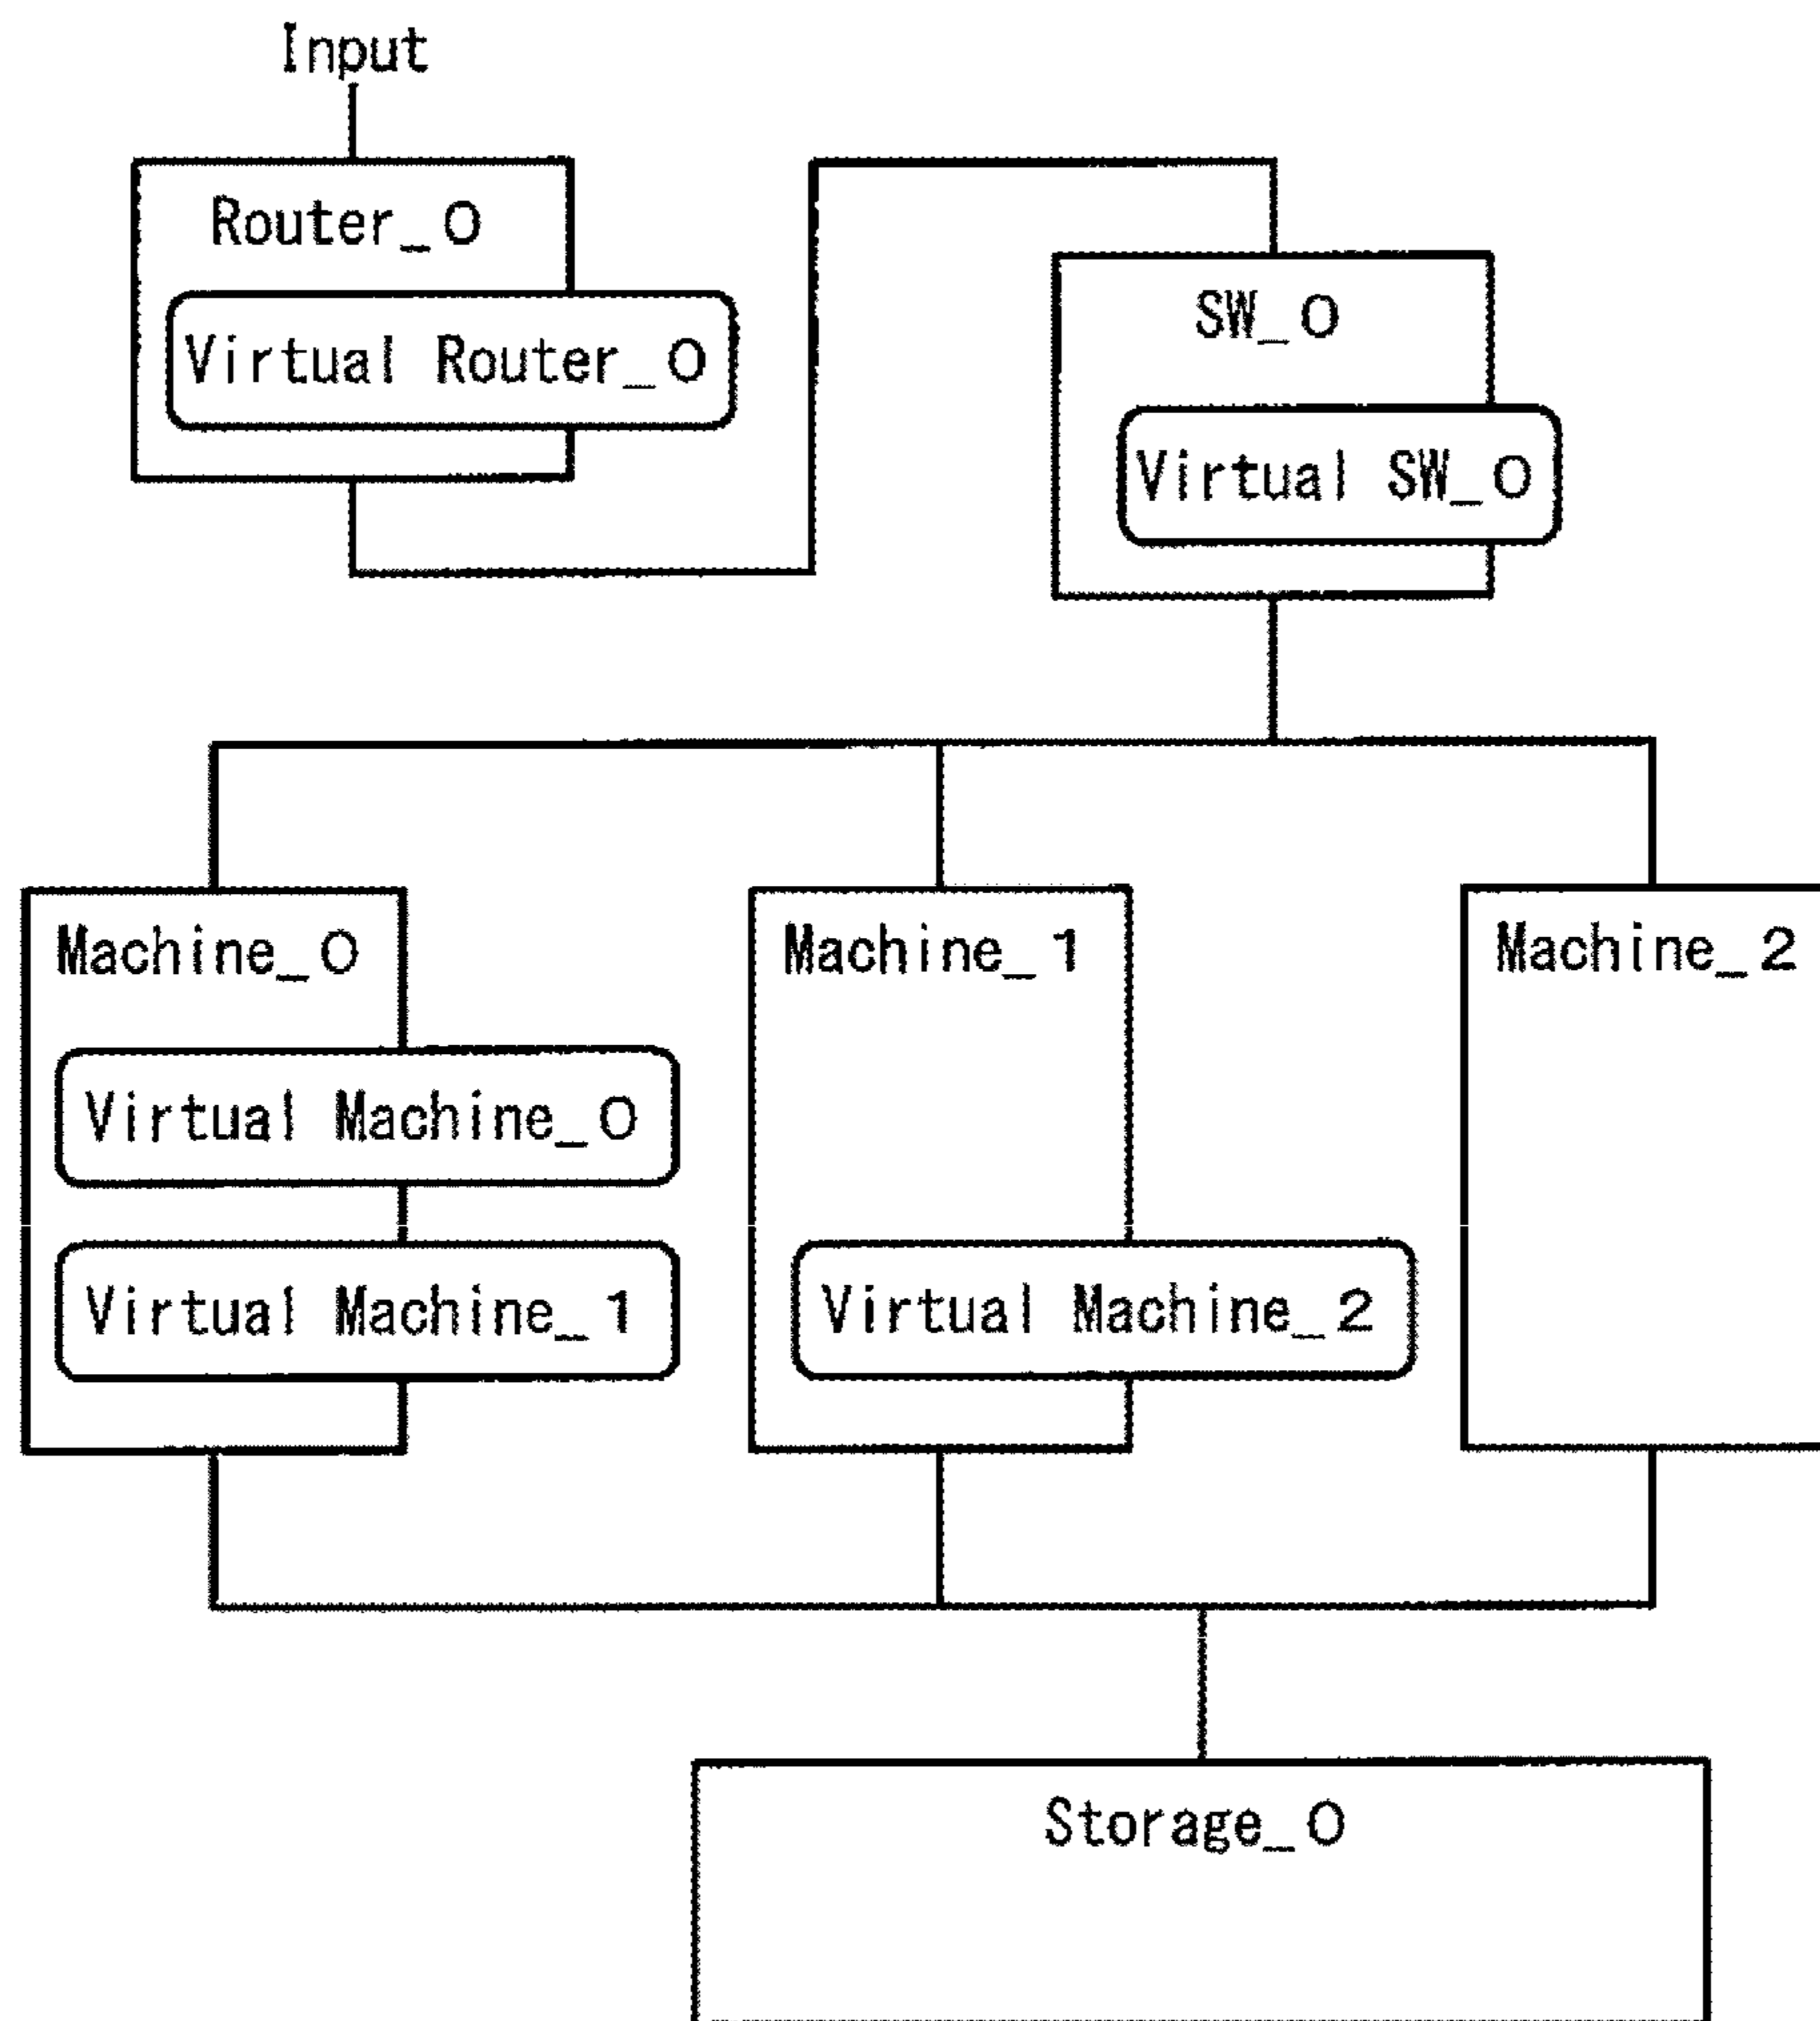 Input
Router_0
Virtual Router_0
SW_0
Virtual SW_0
Machine_0
Machine_1
Machine_2
Virtual Machine_0
Virtual Machine_1
Virtual Machine_2
Storage_0